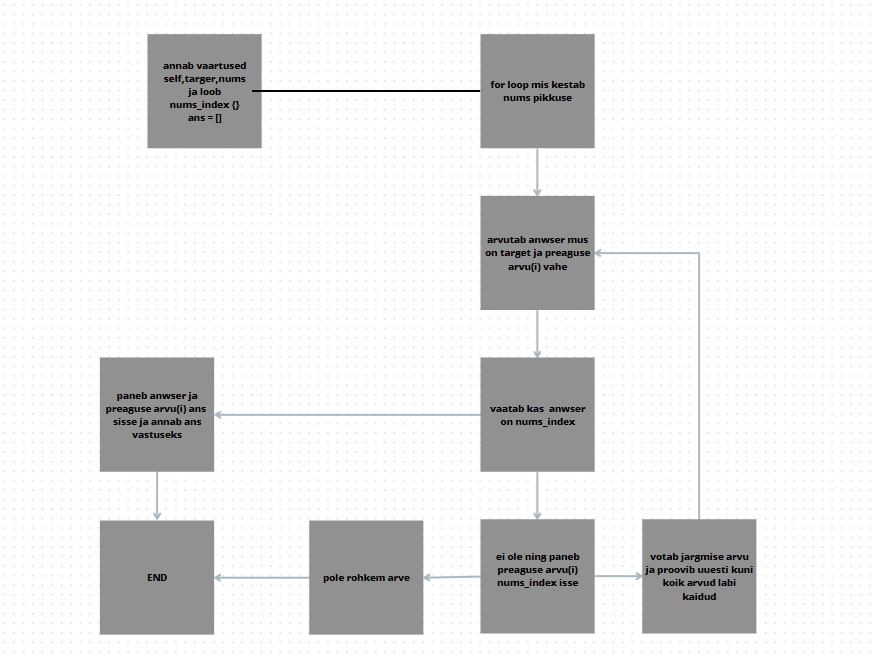 annab vaartused
self,targer,nums
ja loob
nums_index {}
ans = []
for loop mis kestab
nums pikkuse
arvutab anwser mus
on target ja preaguse
arvu(i) vahe
paneb anwser ja
preaguse arvu(i) ans
sisse ja annab ans
vastuseks
vaatab kas anwser
on nums_index
END
pole rohkem arve
ei ole ning paneb
preaguse arvu(i)
nums_index isse
votab jargmise arvu
ja proovib uuesti kuni
koik arvud labi
kaidud